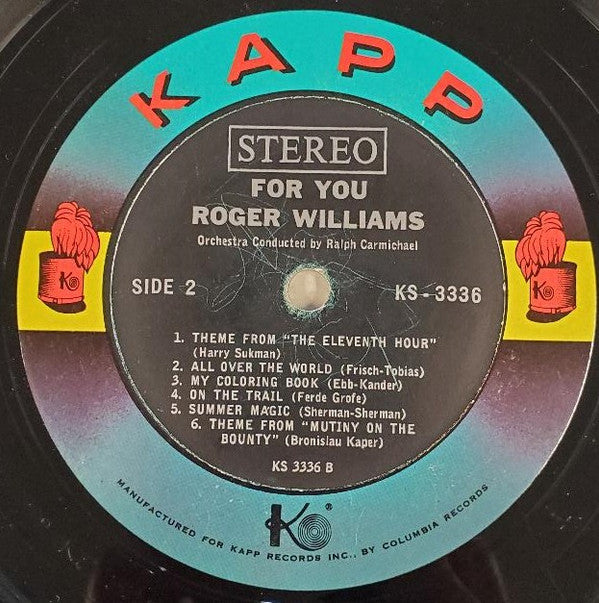 KAPP
STEREO
FOR YOU
ROGER WILLIAMS
Orchestra Conducted by Ralph Carmichael
SIDE 2
KS-3336
1. THEME FROM "THE ELEVENTH HOUR"
(Harry Sukman)
2. ALL OVER THE WORLD (Frisch-Tobias)
3. MY COLORING BOOK (Ebb-Kander)
4. ON THE TRAIL (Ferde Grofe)
5. SUMMER MAGIC (Sherman-Sherman)
6. THEME FROM "MUTINY ON THE
BOUNTY" (Bronislau Kaper)
KS 3336 B
K
K
K ®
MANUFACTURED FOR KAPP RECORDS INC., BY COLUMBIA RECORDS